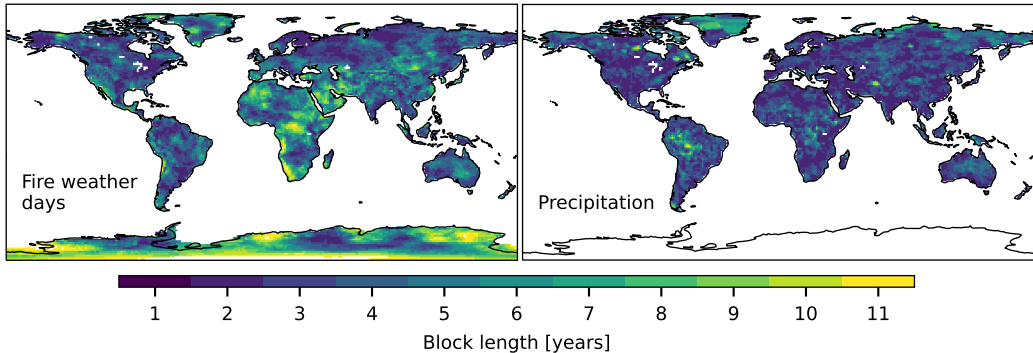 Fire weather
days
Precipitation
1 2 3 4 5 6 7 8 9 10 11
Block length [years]